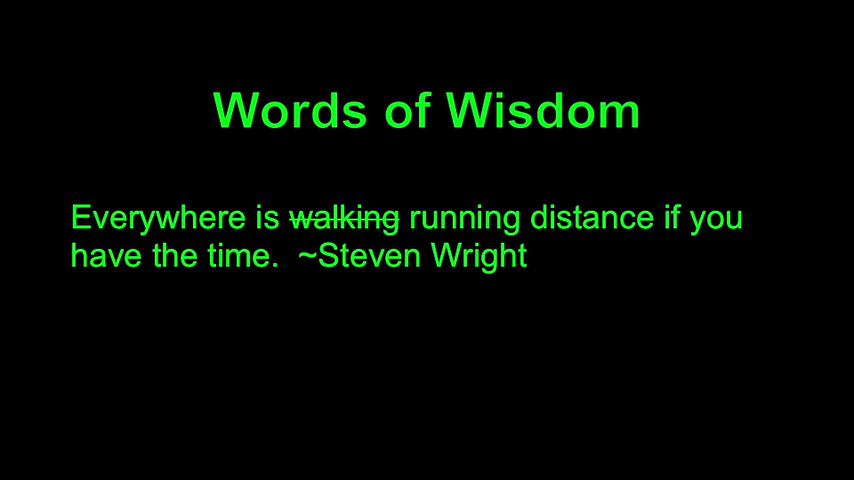 Words of Wisdom
Everywhere is walking running distance if you
have the time.  ~Steven Wright